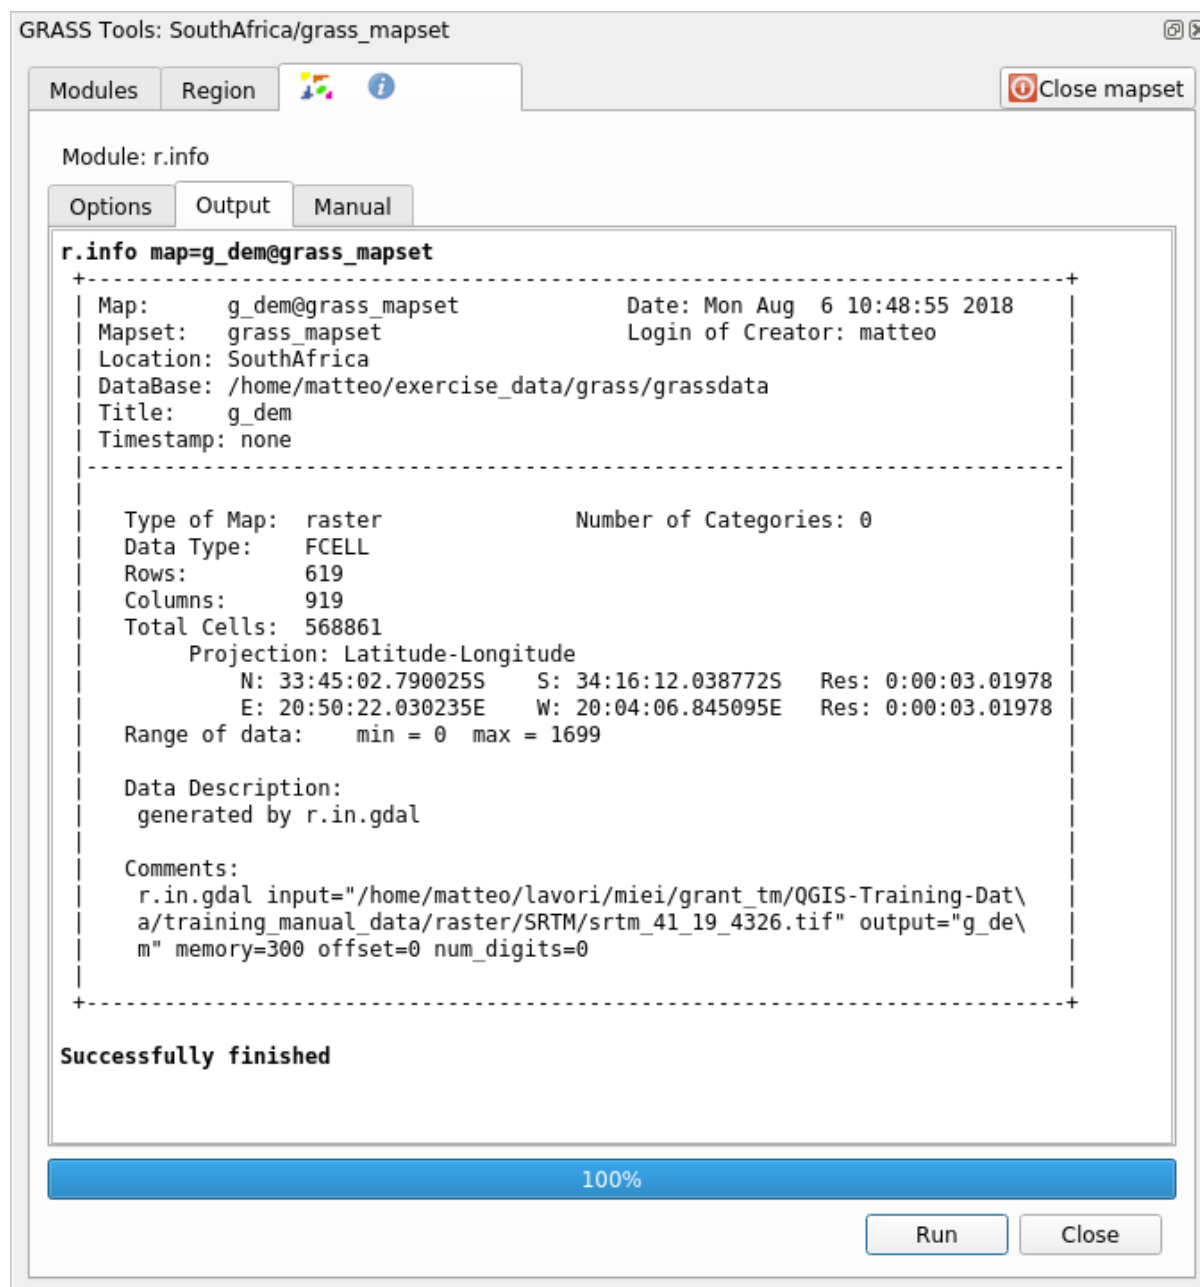 GRASS Tools: SouthAfrica/grass_mapset
Modules Region Close mapset
Module: r.info
Options Output Manual
r.info map=g_dem@grass_mapset
+----------------------------------------------------------------------------+
| Map:      g_dem@grass_mapset             Date: Mon Aug  6 10:48:55 2018    |
| Mapset:   grass_mapset                   Login of Creator: matteo          |
| Location: SouthAfrica                                                      |
| DataBase: /home/matteo/exercise_data/grass/grassdata                       |
| Title:    g_dem                                                            |
| Timestamp: none                                                            |
|----------------------------------------------------------------------------|
|                                                                            |
|   Type of Map:  raster               Number of Categories: 0               |
|   Data Type:    FCELL                                                      |
|   Rows:         619                                                        |
|   Columns:      919                                                        |
|   Total Cells:  568861                                                     |
|        Projection: Latitude-Longitude                                      |
|            N: 33:45:02.790025S    S: 34:16:12.038772S   Res: 0:00:03.01978 |
|            E: 20:50:22.030235E    W: 20:04:06.845095E   Res: 0:00:03.01978 |
|   Range of data:    min = 0  max = 1699                                    |
|                                                                            |
|   Data Description:                                                        |
|    generated by r.in.gdal                                                  |
|                                                                            |
|   Comments:                                                                |
|    r.in.gdal input="/home/matteo/lavori/miei/grant_tm/QGIS-Training-Dat\   |
|    a/training_manual_data/raster/SRTM/srtm_41_19_4326.tif" output="g_de\   |
|    m" memory=300 offset=0 num_digits=0                                     |
|                                                                            |
+----------------------------------------------------------------------------+
Successfully finished
100%
Run Close